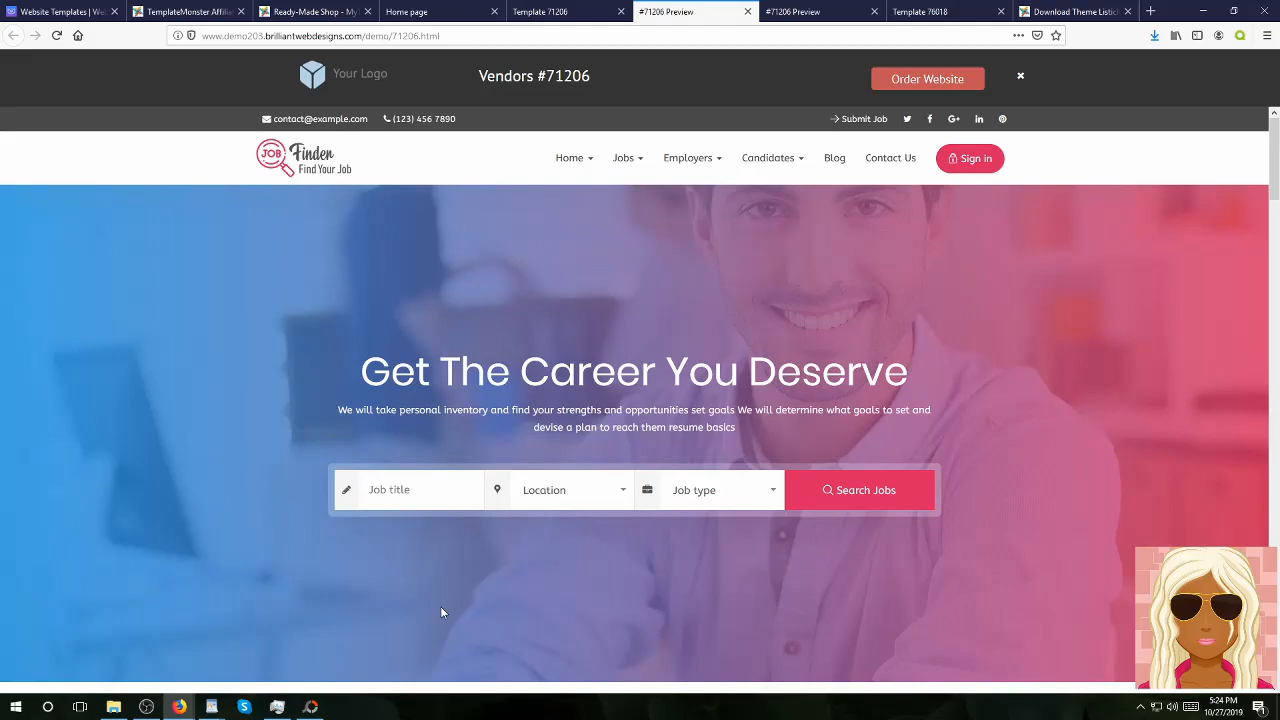 Website Templates | We
TemplateMonster Affilia
Ready-Made Shop - My
Home page
Template 71206
#71206 Preview
#71206 Preview
Template 76018
Download Theme Listick
www.demo203.brilliantwebdesigns.com/demo/71206.html
Your Logo
Vendors #71206
Order Website
contact@example.com
(123) 456 7890
Submit Job
JOB Finder
Find Your Job
Home
Jobs
Employers
Candidates
Blog
Contact Us
Sign in
Get The Career You Deserve
We will take personal inventory and find your strengths and opportunities set goals We will determine what goals to set and
devise a plan to reach them resume basics
Job title
Location
Job type
Search Jobs
5:24 PM
10/27/2019